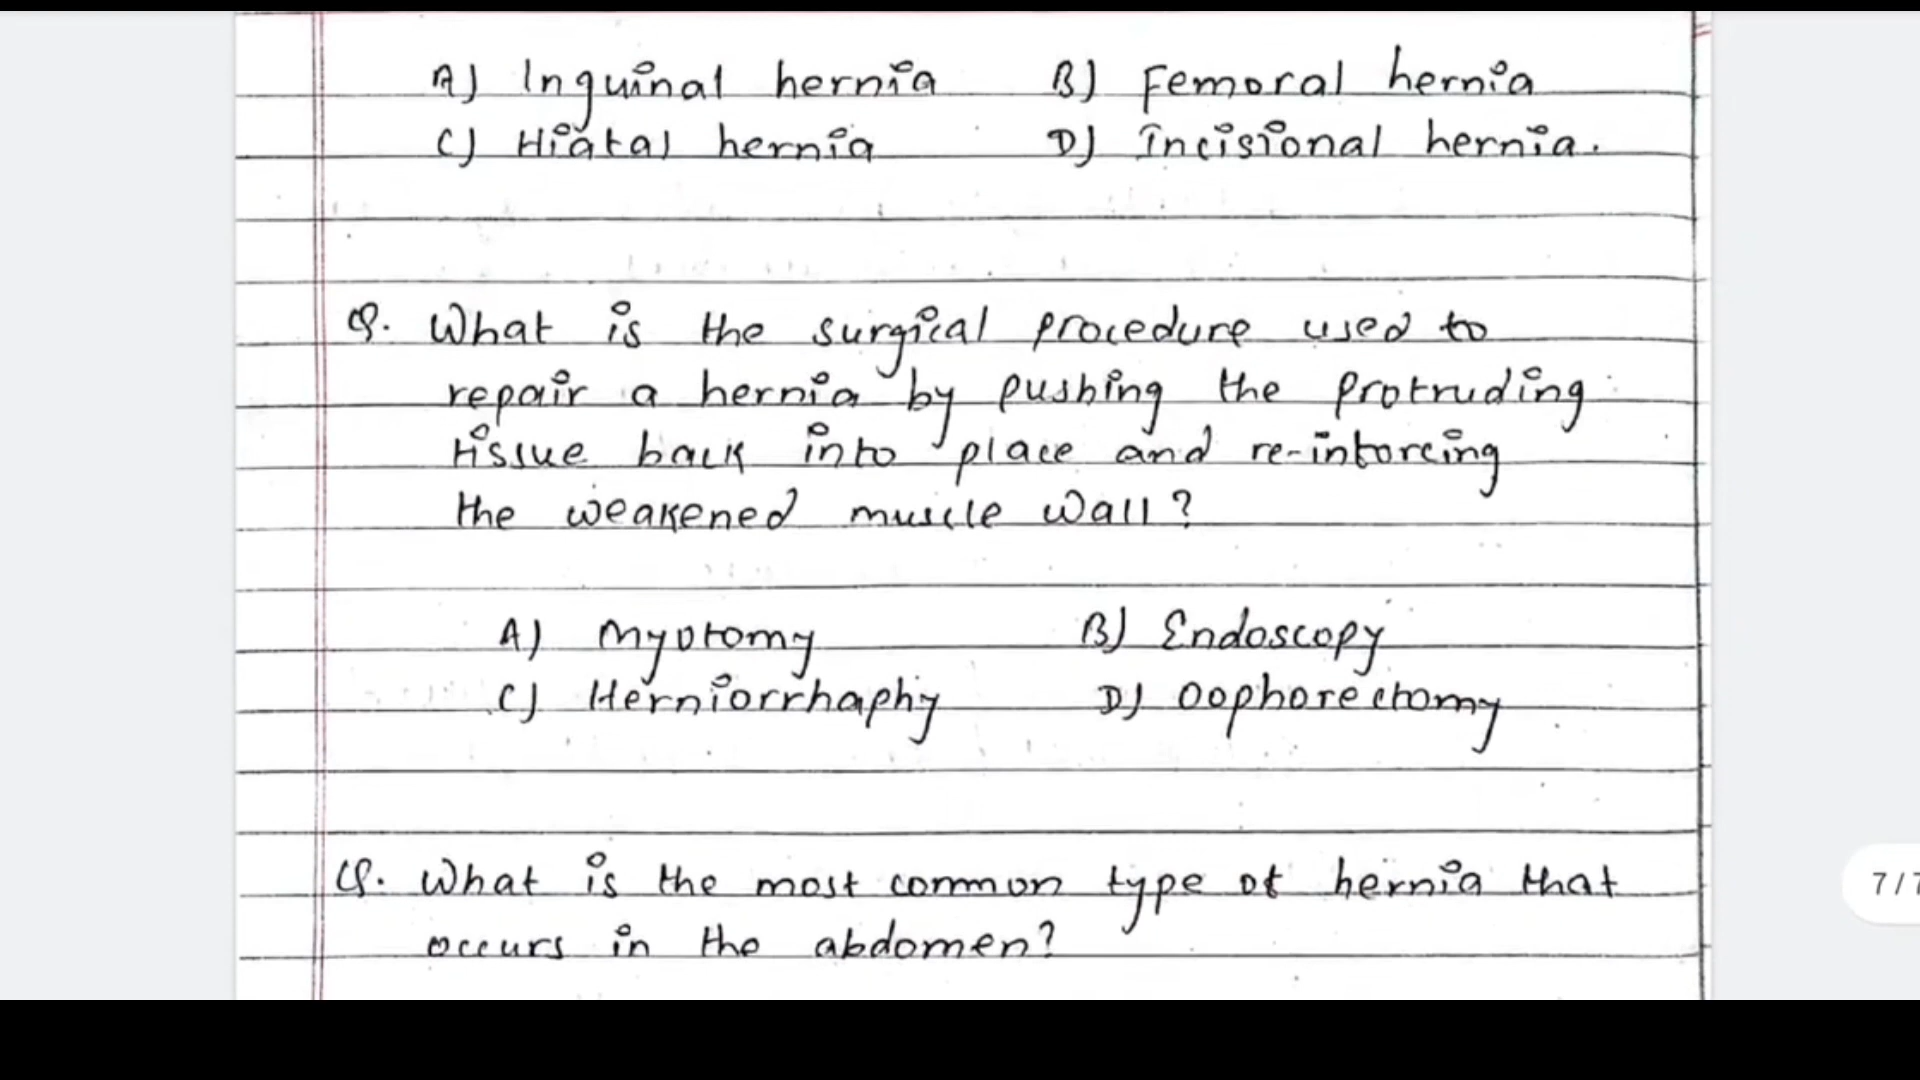 A) Inguinal hernia B) Femoral hernia
C) Hiatal hernia D) Incisional hernia.
Q. What is the surgical procedure used to
repair a hernia by pushing the protruding
tissue back into place and re-inforcing
the weakened muscle wall?
A) Myotomy B) Endoscopy
C) Herniorrhaphy D) Oophorectomy
Q. What is the most common type of hernia that
occurs in the abdomen?
7/7